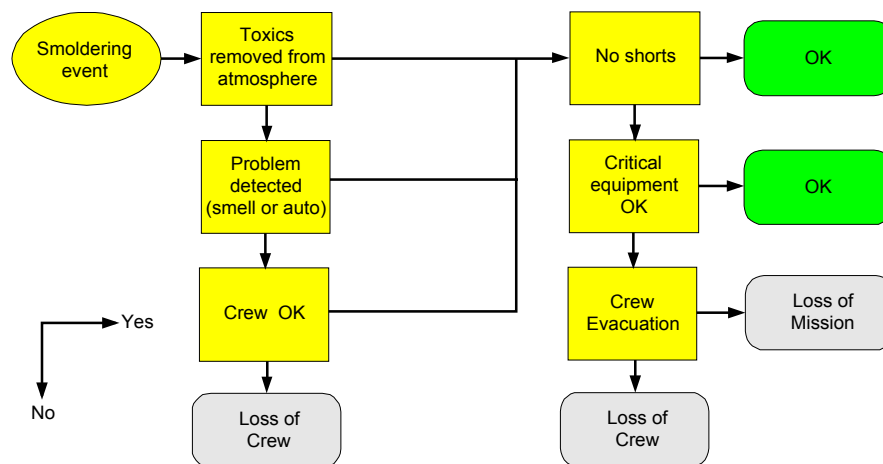 Smoldering
event
Toxics
removed from
atmosphere
No shorts
OK
Problem
detected
(smell or auto)
Critical
equipment
OK
OK
Crew OK
Crew
Evacuation
Loss of
Mission
Yes
No
Loss of
Crew
Loss of
Crew